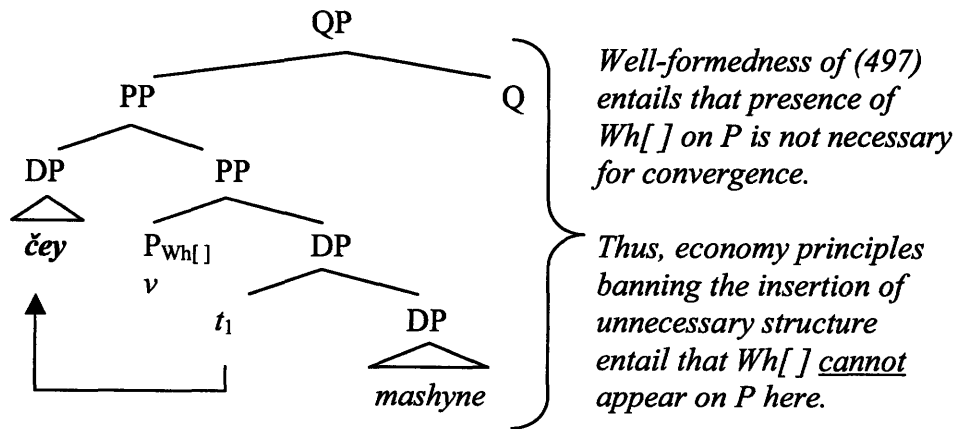 QP
PP
Q
DP
PP
čey
P_Wh[ ]
v
DP
t₁
DP
mashyne
Well-formedness of (497)
entails that presence of
Wh[ ] on P is not necessary
for convergence.
Thus, economy principles
banning the insertion of
unnecessary structure
entail that Wh[ ] cannot
appear on P here.